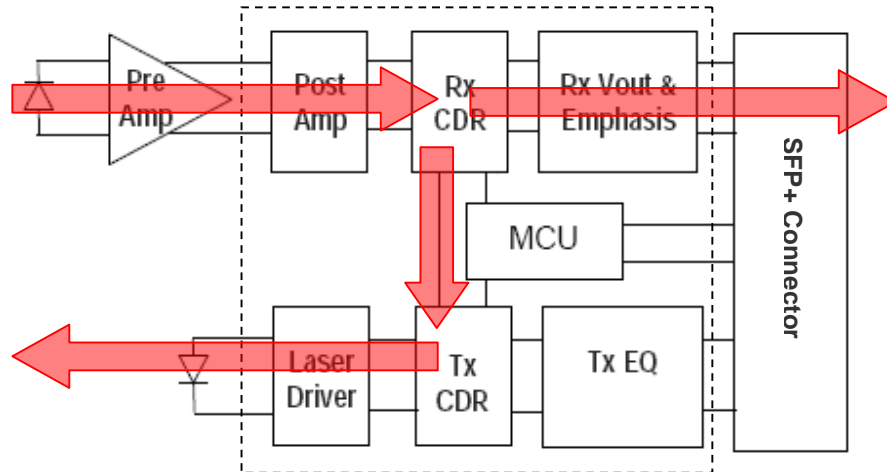 Pre
Amp
Post
Amp
Rx
CDR
Rx Vout &
Emphasis
SFP+ Connector
MCU
Laser
Driver
Tx
CDR
Tx EQ